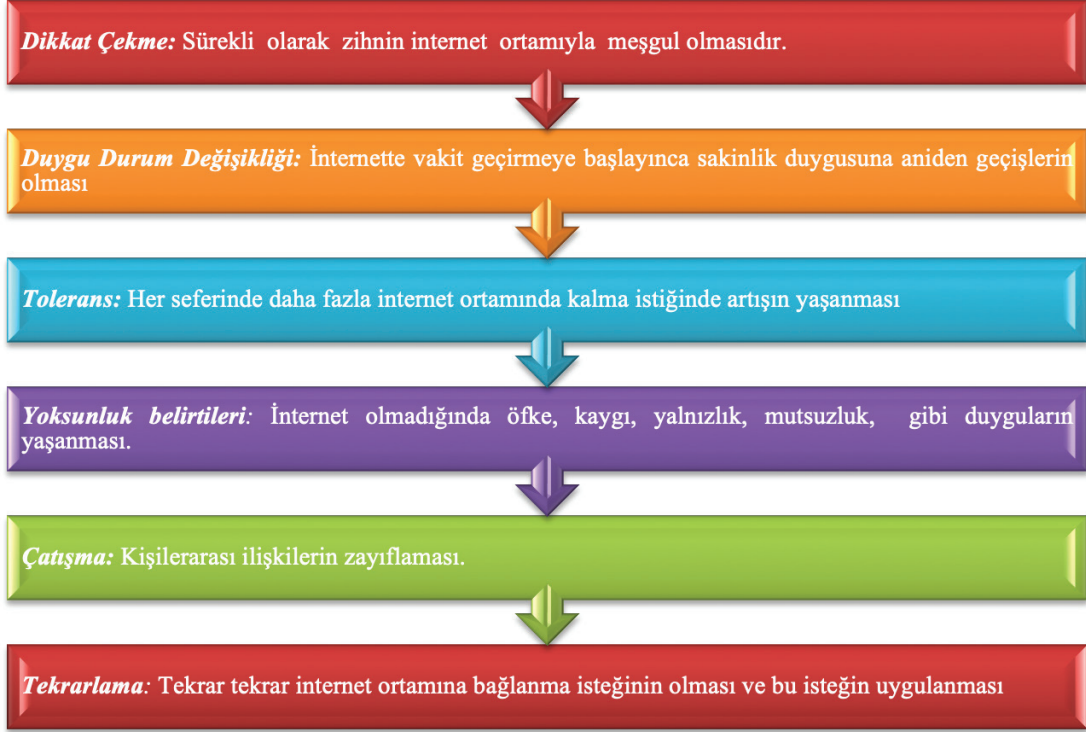 Dikkat Çekme: Sürekli olarak zihnin internet ortamıyla meşgul olmasıdır.
Duygu Durum Değişikliği: İnternette vakit geçirmeye başlayınca sakinlik duygusuna aniden geçişlerin
olması
Tolerans: Her seferinde daha fazla internet ortamında kalma istiğinde artışın yaşanması
Yoksunluk belirtileri: İnternet olmadığında öfke, kaygı, yalnızlık, mutsuzluk, gibi duyguların
yaşanması.
Çatışma: Kişilerarası ilişkilerin zayıflaması.
Tekrarlama: Tekrar tekrar internet ortamına bağlanma isteğinin olması ve bu isteğin uygulanması